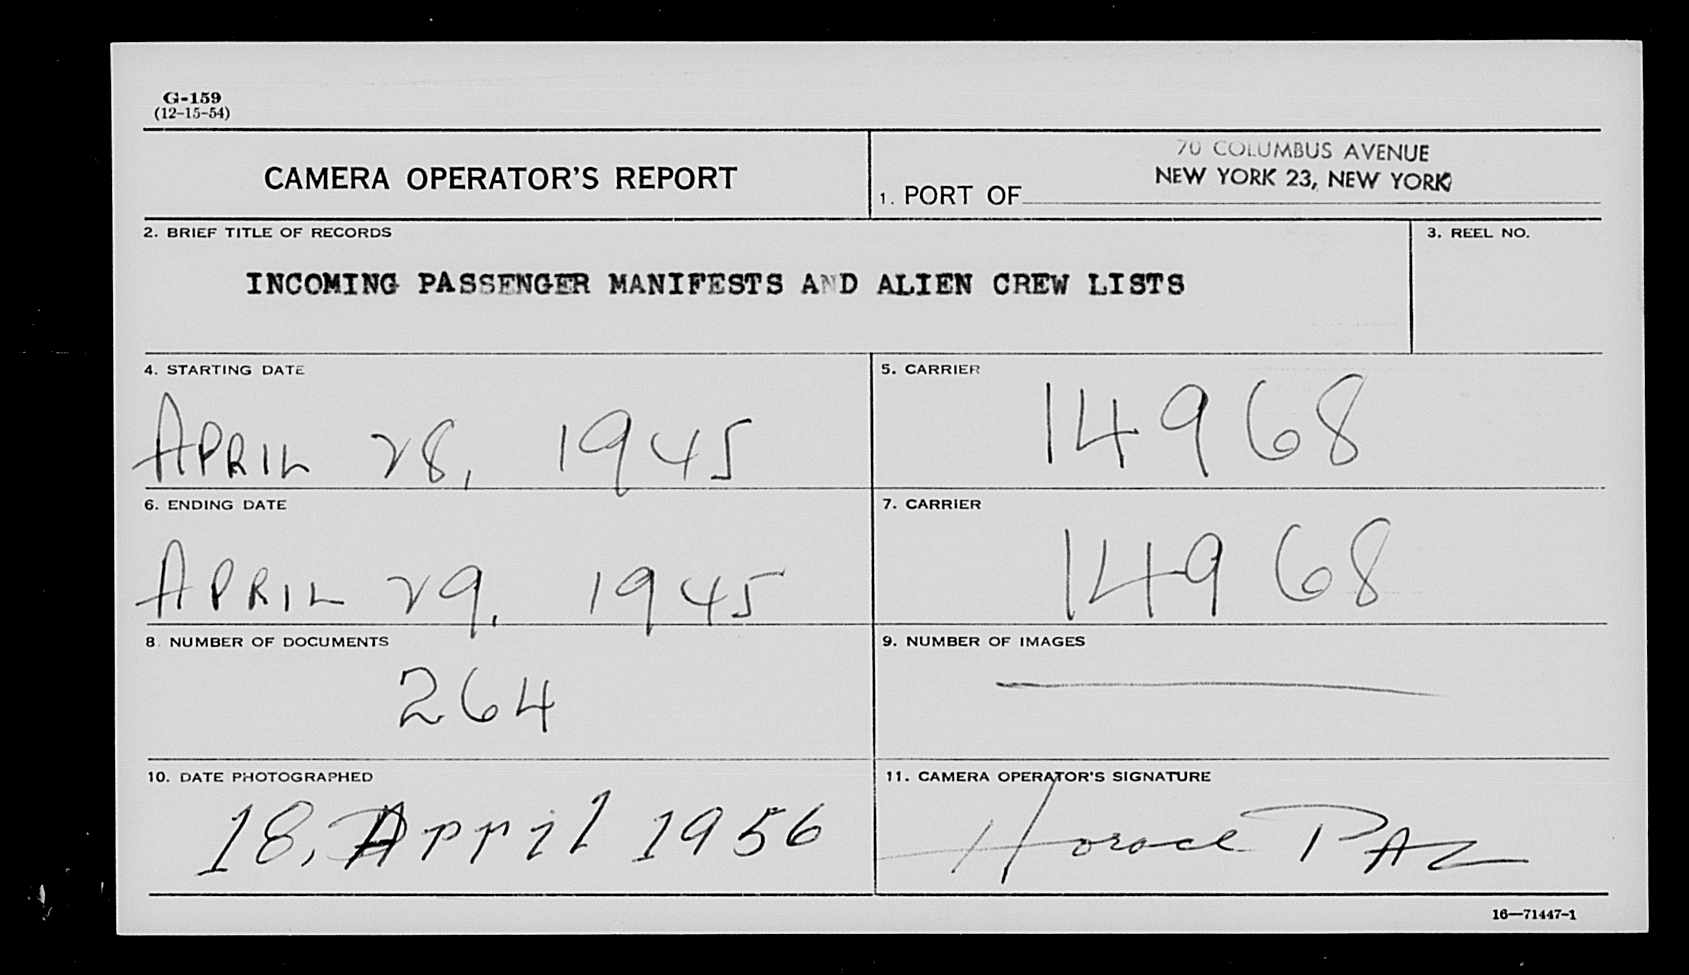 G-159
(12-15-54)
CAMERA OPERATOR'S REPORT
70 COLUMBUS AVENUE
NEW YORK 23, NEW YORK
1. PORT OF
2. BRIEF TITLE OF RECORDS
3. REEL NO.
INCOMING PASSENGER MANIFESTS AND ALIEN CREW LISTS
4. STARTING DATE
5. CARRIER
APRIL 28, 1945
14968
6. ENDING DATE
7. CARRIER
APRIL 29, 1945
14968
8. NUMBER OF DOCUMENTS
9. NUMBER OF IMAGES
264
10. DATE PHOTOGRAPHED
11. CAMERA OPERATOR'S SIGNATURE
18, April 1956
Horace PAZ
16—71447-1